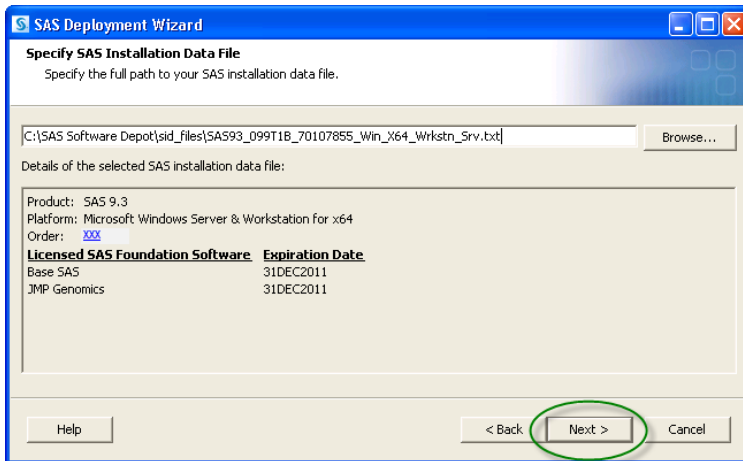 SAS Deployment Wizard
Specify SAS Installation Data File
Specify the full path to your SAS installation data file.
C:\SAS Software Depot\sid_files\SAS93_099T1B_70107855_Win_X64_Wrkstn_Srv.txt
Browse...
Details of the selected SAS installation data file:
Product: SAS 9.3
Platform: Microsoft Windows Server & Workstation for x64
Order: XXX
Licensed SAS Foundation Software Expiration Date
Base SAS 31DEC2011
JMP Genomics 31DEC2011
Help < Back Next > Cancel